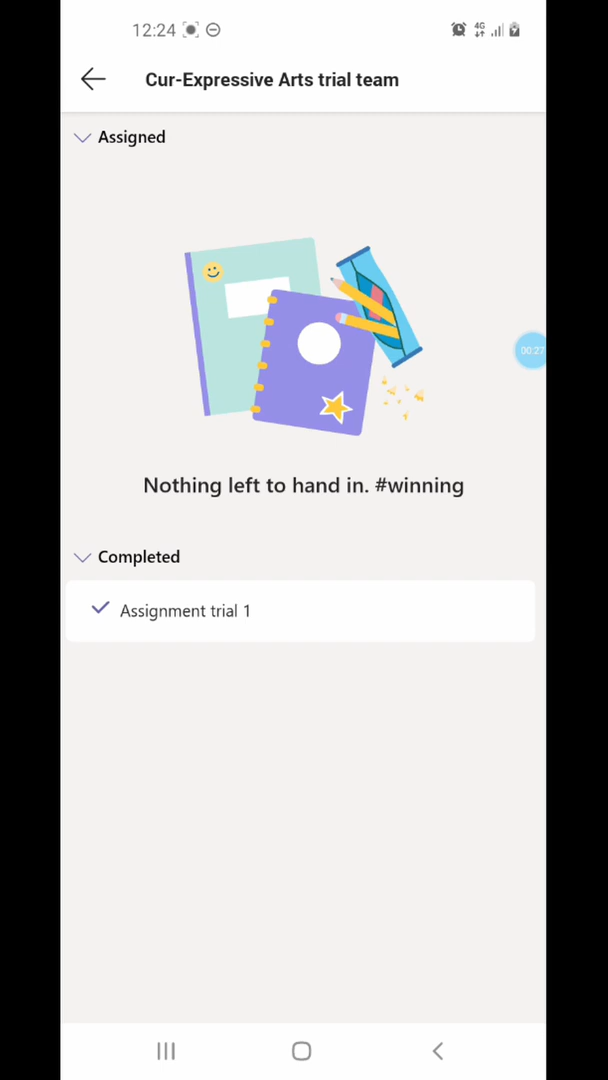 12:24
4G
Cur-Expressive Arts trial team
Assigned
00:27
Nothing left to hand in. #winning
Completed
Assignment trial 1